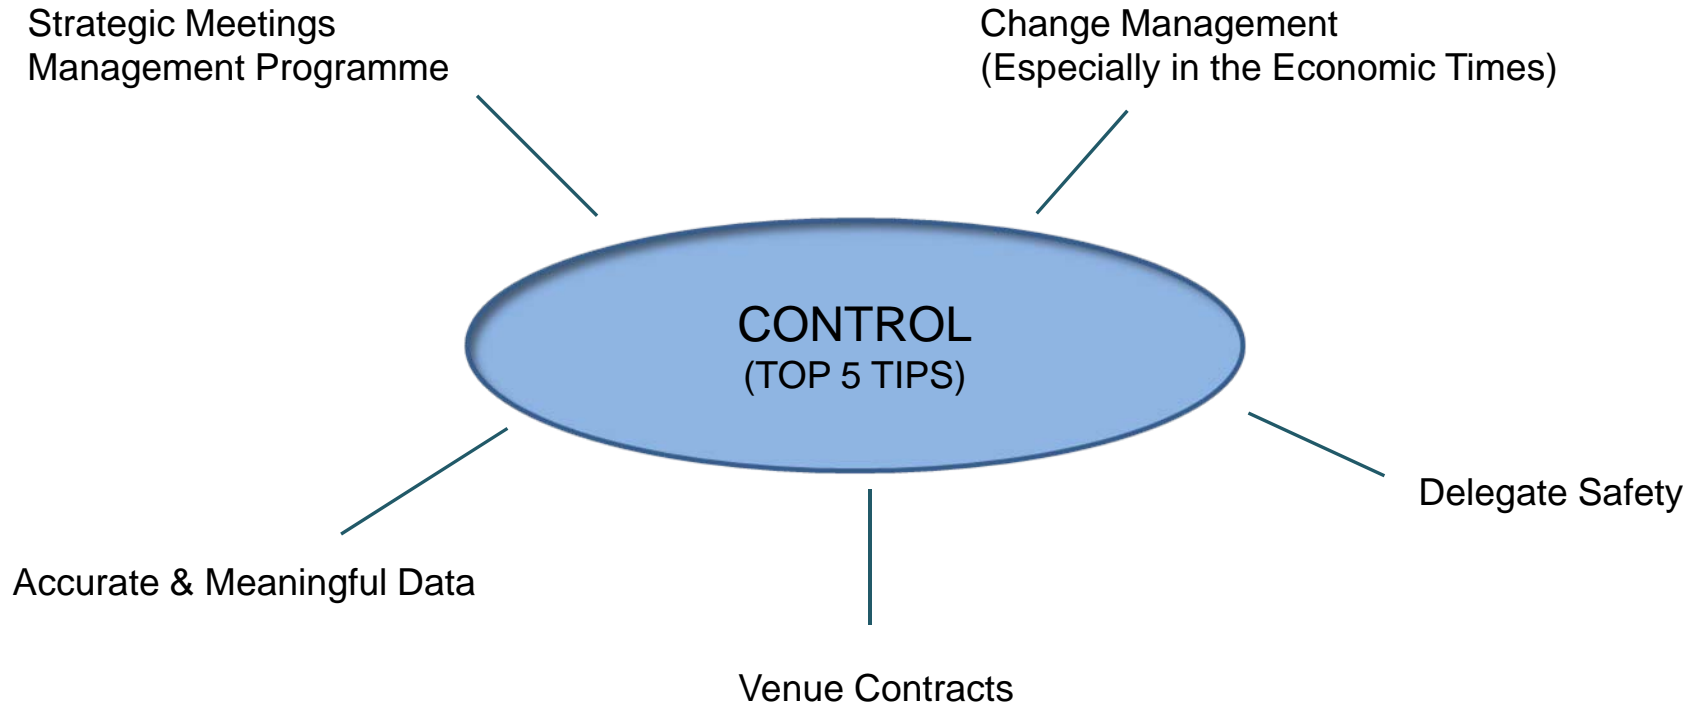 Strategic Meetings
Management Programme
Change Management
(Especially in the Economic Times)
CONTROL
(TOP 5 TIPS)
Delegate Safety
Accurate & Meaningful Data
Venue Contracts